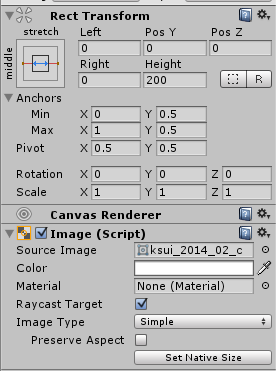 Rect Transform
stretch
Left Pos Y Pos Z
0 0 0
middle
Right Height
0 200
R
Anchors
Min X 0 Y 0.5
Max X 1 Y 0.5
Pivot X 0.5 Y 0.5
Rotation X 0 Y 0 Z 0
Scale X 1 Y 1 Z 1
Canvas Renderer
Image (Script)
Source Image ksui_2014_02_c
Color
Material None (Material)
Raycast Target
Image Type Simple
Preserve Aspect
Set Native Size